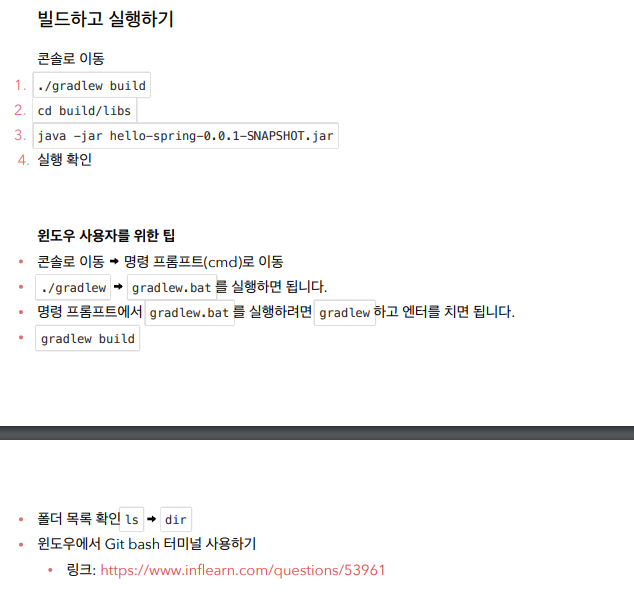 빌드하고 실행하기
콘솔로 이동
1. ./gradlew build
2. cd build/libs
3. java -jar hello-spring-0.0.1-SNAPSHOT.jar
4. 실행 확인
윈도우 사용자를 위한 팁
• 콘솔로 이동 ➡ 명령 프롬프트(cmd)로 이동
• ./gradlew ➡ gradlew.bat 를 실행하면 됩니다.
• 명령 프롬프트에서 gradlew.bat 를 실행하려면 gradlew 하고 엔터를 치면 됩니다.
• gradlew build
• 폴더 목록 확인 ls ➡ dir
• 윈도우에서 Git bash 터미널 사용하기
• 링크: https://www.inflearn.com/questions/53961